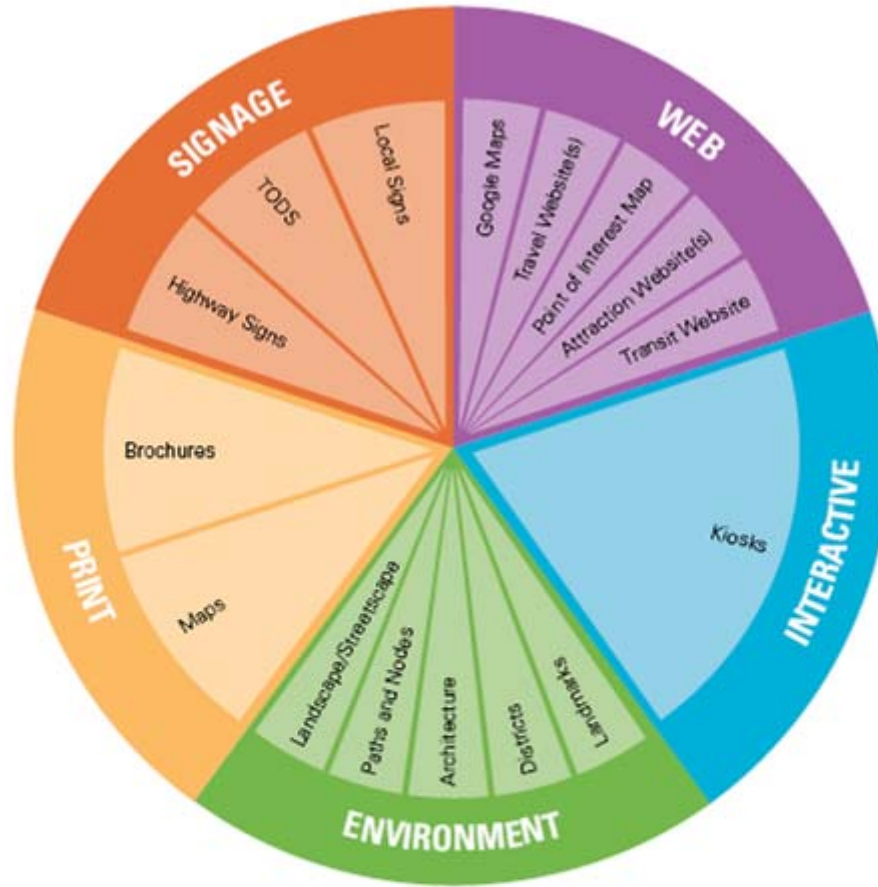 SIGNAGE
Highway Signs
TODS
Local Signs
WEB
Google Maps
Travel Website(s)
Point of Interest Map
Attraction Website(s)
Transit Website
INTERACTIVE
Kiosks
ENVIRONMENT
Landscape/Streetscape
Paths and Nodes
Architecture
Districts
Landmarks
PRINT
Brochures
Maps